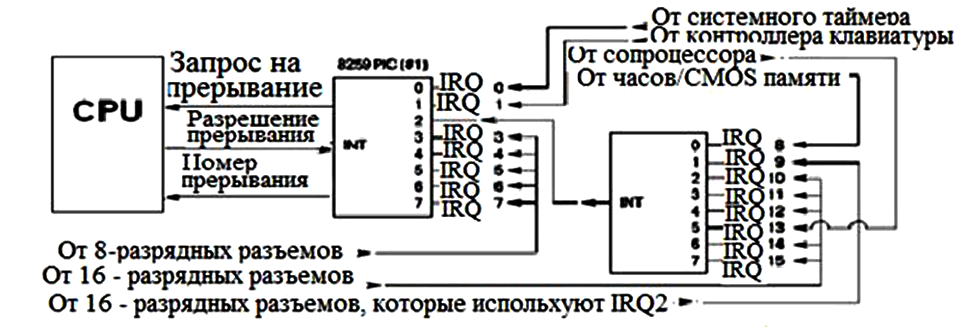 От системного таймера
От контроллера клавиатуры
От сопроцессора
От часов/CMOS памяти
CPU
Запрос на
прерывание
Разрешение
прерывания
Номер
прерывания
8259 PIC (#1)
INT
0 IRQ 0
1 IRQ 1
2
3 IRQ 3
4 IRQ 4
5 IRQ 5
6 IRQ 6
7 IRQ 7
INT
0 IRQ 8
1 IRQ 9
2 IRQ 10
3 IRQ 11
4 IRQ 12
5 IRQ 13
6 IRQ 14
7 IRQ 15
IRQ
От 8-разрядных разъемов
От 16 - разрядных разъемов
От 16 - разрядных разъемов, которые испольхуют IRQ2